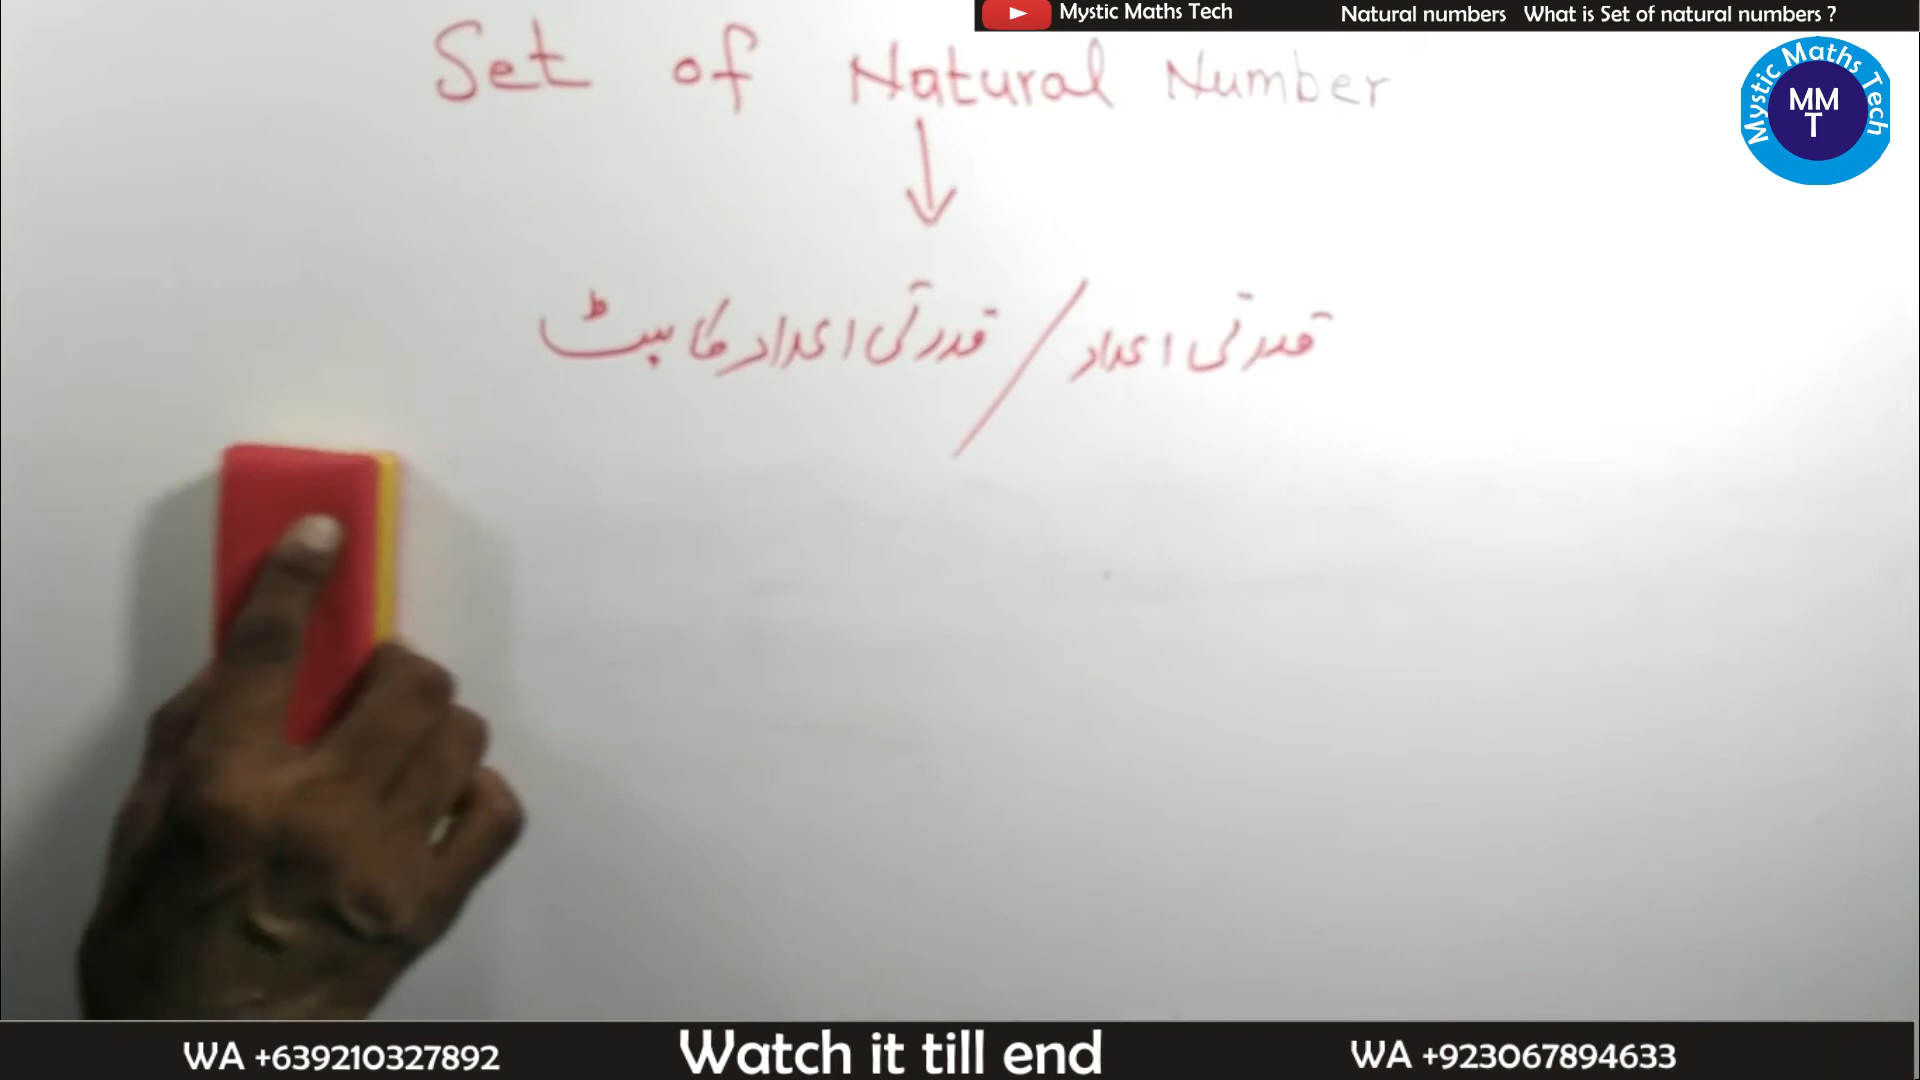 Mystic Maths Tech Natural numbers What is Set of natural numbers ?
Mystic Maths Tech
MM
T
Set of Natural Number
قدرتی اعداد / قدرتی اعداد کا سٹ
WA +639210327892 Watch it till end WA +923067894633